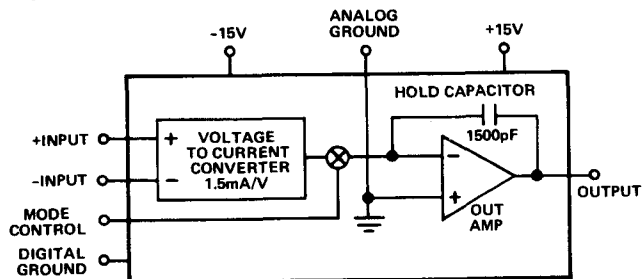 ANALOG
GROUND
-15V
+15V
HOLD CAPACITOR
1500pF
+INPUT
-INPUT
MODE
CONTROL
DIGITAL
GROUND
+
−
VOLTAGE
TO CURRENT
CONVERTER
1.5mA/V
−
+
OUT
AMP
OUTPUT